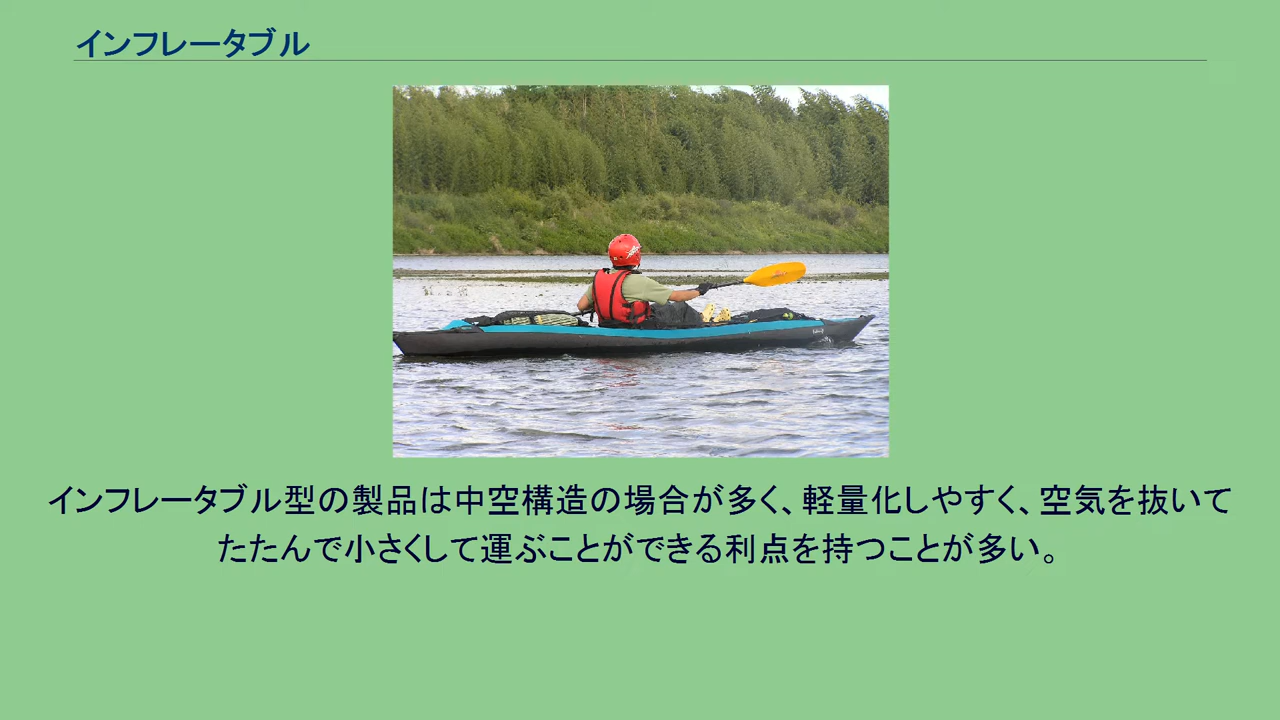 インフレータブル
インフレータブル型の製品は中空構造の場合が多く、軽量化しやすく、空気を抜いて
たたんで小さくして運ぶことができる利点を持つことが多い。